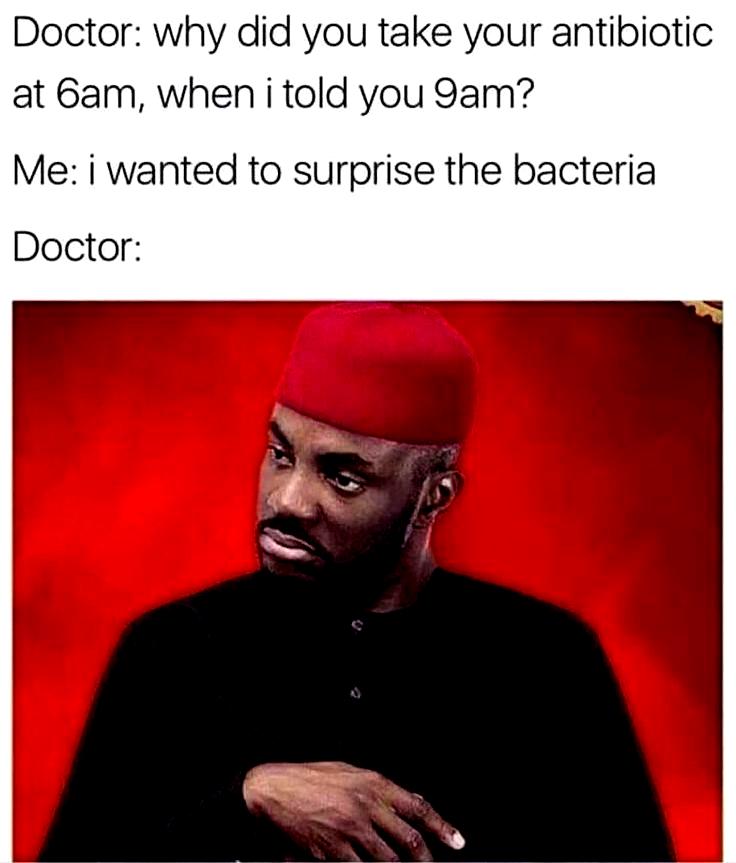 Doctor: why did you take your antibiotic
at 6am, when i told you 9am?
Me: i wanted to surprise the bacteria
Doctor: